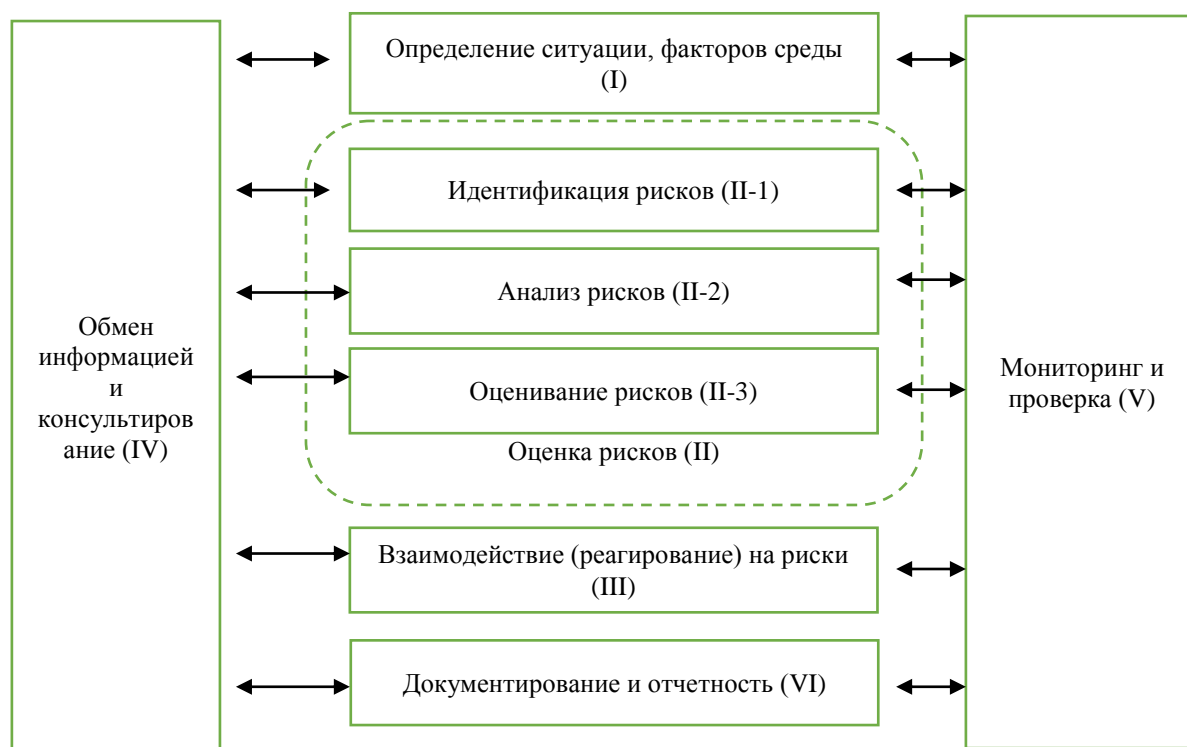 Определение ситуации, факторов среды
(I)
Идентификация рисков (II-1)
Анализ рисков (II-2)
Оценивание рисков (II-3)
Оценка рисков (II)
Взаимодействие (реагирование) на риски
(III)
Документирование и отчетность (VI)
Обмен
информацией
и
консультиров
ание (IV)
Мониторинг и
проверка (V)